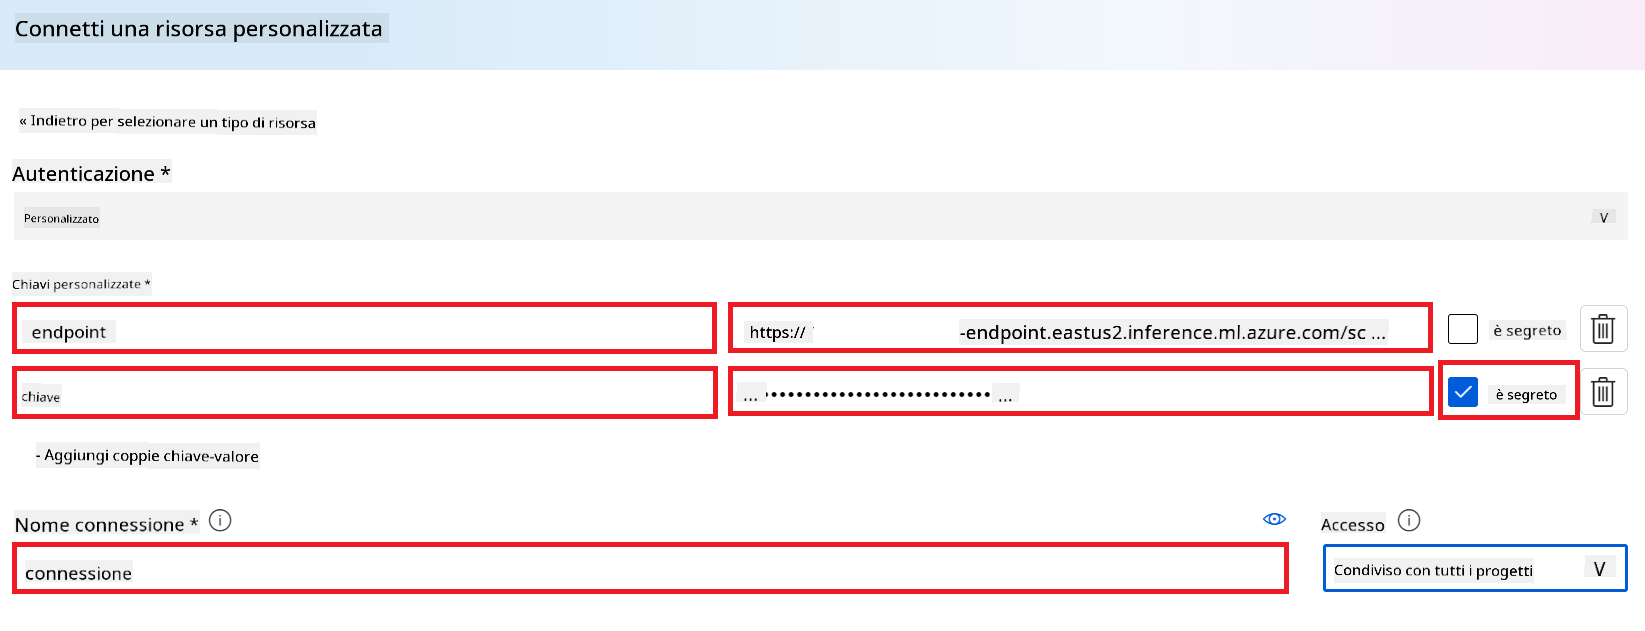 Connetti una risorsa personalizzata
« Indietro per selezionare un tipo di risorsa
Autenticazione *
Personalizzato V
Chiavi personalizzate *
endpoint https:// -endpoint.eastus2.inference.ml.azure.com/sc ... è segreto
chiave ... •••••••••••••••••••••••••••• ... è segreto
- Aggiungi coppie chiave-valore
Nome connessione * Accesso
connessione Condiviso con tutti i progetti V